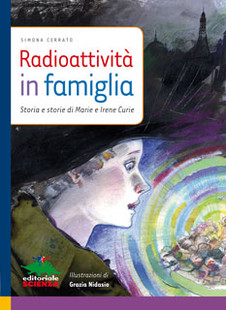 SIMONA CERRATO
Radioattività
in famiglia
Storia e storie di Marie e Irene Curie
editoriale
SCIENZA
Illustrazioni di
Grazia Nidasio